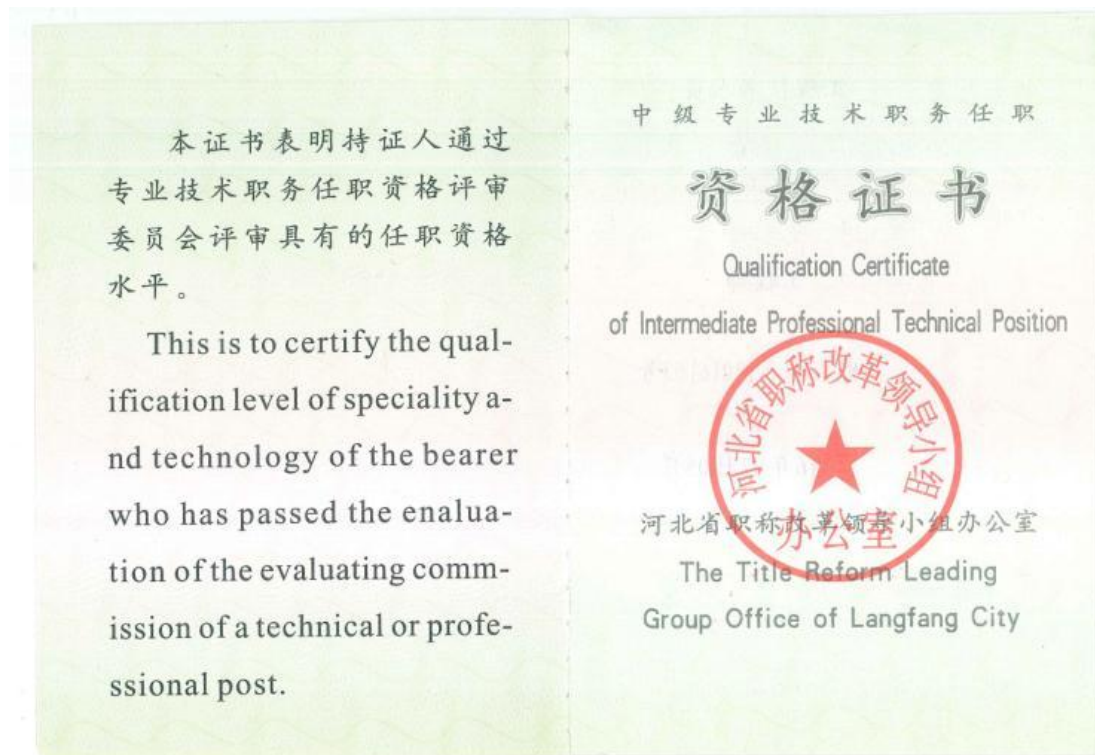 本证书表明持证人通过
专业技术职务任职资格评审
委员会评审具有的任职资格
水平。
This is to certify the qual-
ification level of speciality a-
nd technology of the bearer
who has passed the enalua-
tion of the evaluating comm-
ission of a technical or profe-
ssional post.
中级专业技术职务任职
资格证书
Qualification Certificate
of Intermediate Professional Technical Position
河北省职称改革领导小组
办公室
河北省职称改革领导小组办公室
The Title Reform Leading
Group Office of Langfang City